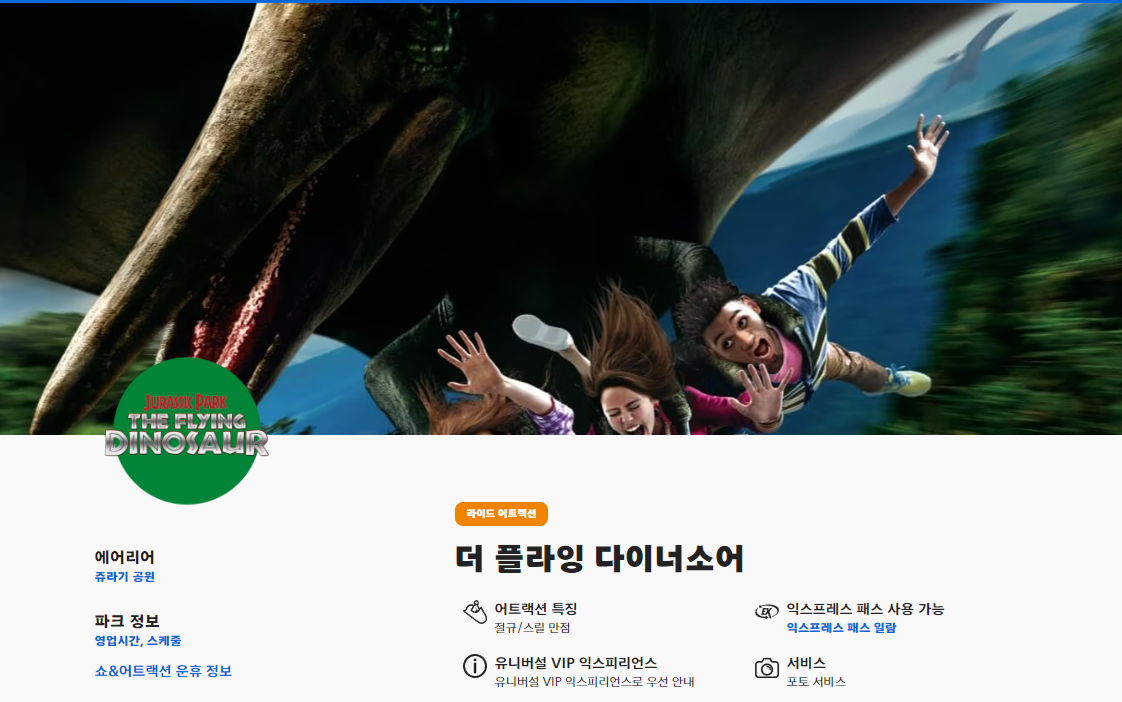 JURASSIC PARK
THE FLYING
DINOSAUR
에어리어
쥬라기 공원
파크 정보
영업시간, 스케줄
쇼&어트랙션 운휴 정보
라이드 어트랙션
더 플라잉 다이너소어
어트랙션 특징
절규/스릴 만점
EX
익스프레스 패스 사용 가능
익스프레스 패스 일람
유니버설 VIP 익스피리언스
유니버설 VIP 익스피리언스로 우선 안내
서비스
포토 서비스